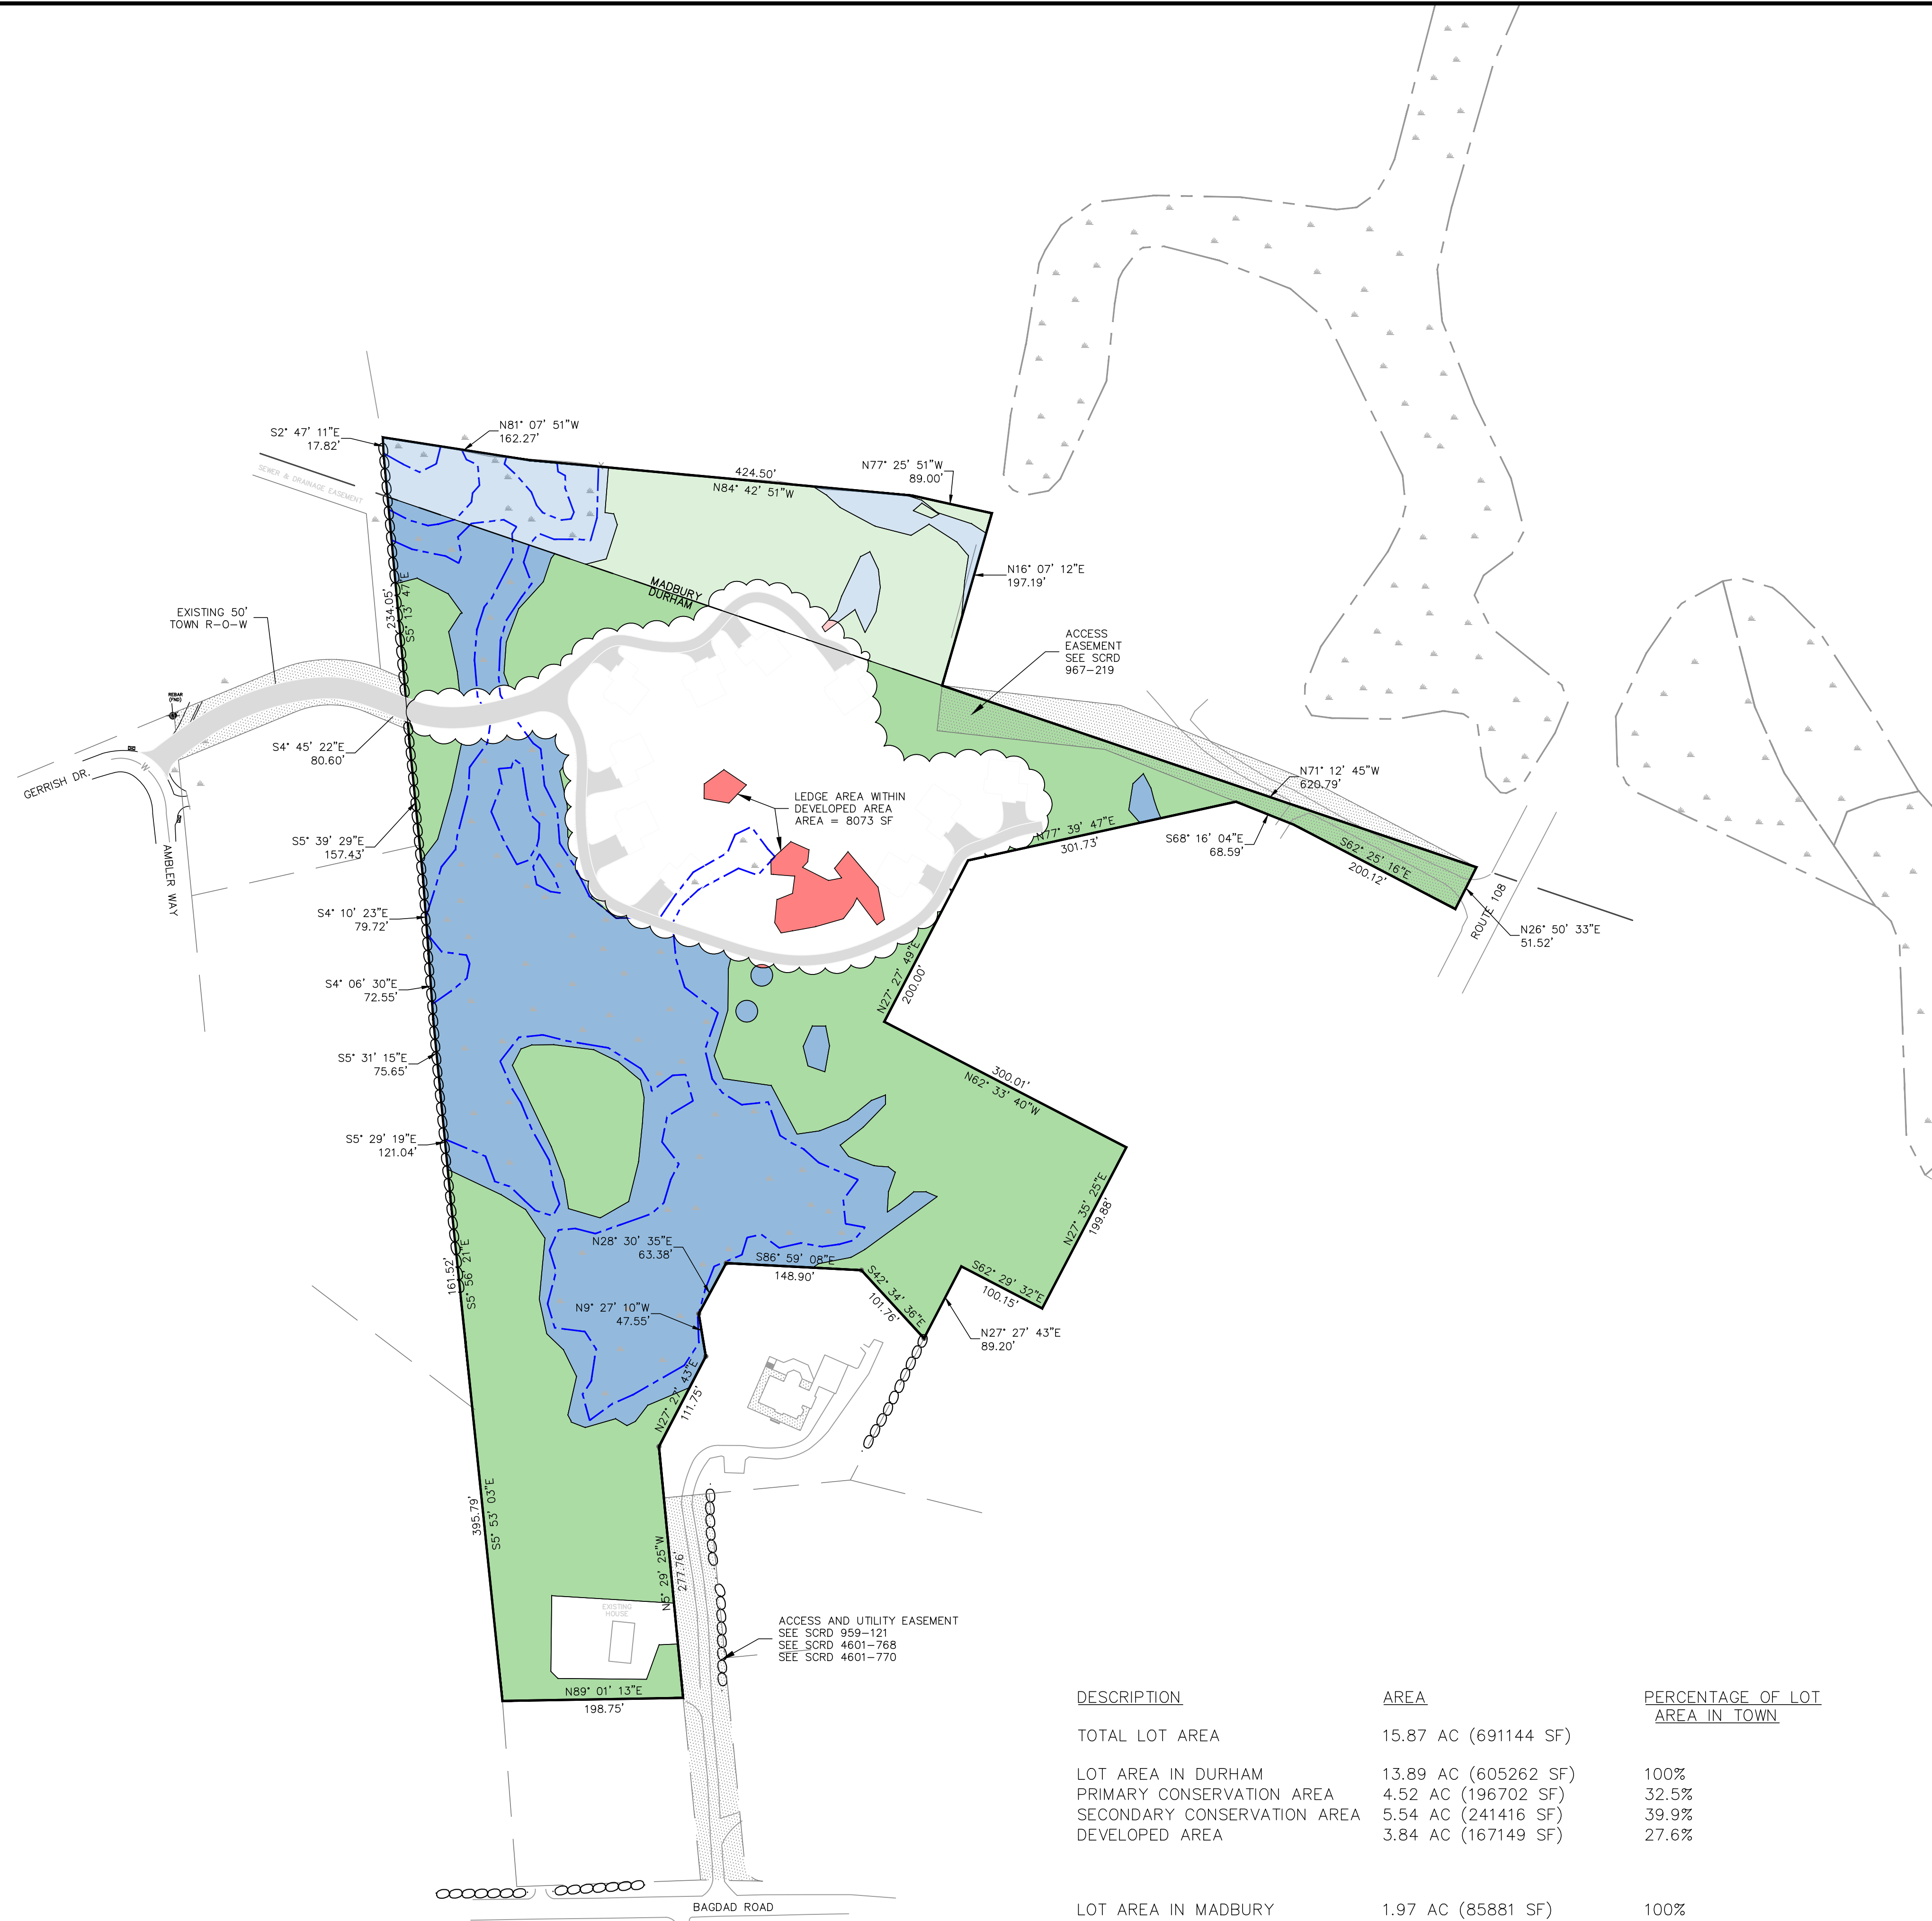 S2° 47' 11"E
17.82'
N81° 07' 51"W
162.27'
424.50'
N84° 42' 51"W
N77° 25' 51"W
89.00'
SEWER & DRAINAGE EASEMENT
N16° 07' 12"E
197.19'
MADBURY
DURHAM
234.05'
S5° 13' 47"E
EXISTING 50'
TOWN R-O-W
ACCESS
EASEMENT
SEE SCRD
967-219
REBAR
(FND)
S4° 45' 22"E
80.60'
GERRISH DR.
W
AMBLER WAY
N71° 12' 45"W
620.79'
LEDGE AREA WITHIN
DEVELOPED AREA
AREA = 8073 SF
S5° 39' 29"E
157.43'
N77° 39' 47"E
301.73'
S68° 16' 04"E
68.59'
S62° 25' 16"E
200.12'
ROUTE 108
N26° 50' 33"E
51.52'
S4° 10' 23"E
79.72'
S4° 06' 30"E
72.55'
N27° 27' 49"E
200.00'
S5° 31' 15"E
75.65'
300.01'
N62° 33' 40"W
S5° 29' 19"E
121.04'
N27° 35' 25"E
199.88'
161.52'
S5° 56' 21"E
N28° 30' 35"E
63.38'
S86° 59' 08"E
148.90'
S42° 34' 36"E
101.76'
S62° 29' 32"E
100.15'
N9° 27' 10"W
47.55'
N27° 27' 43"E
89.20'
N27° 27' 43"E
111.75'
395.79'
S5° 53' 03"E
N5° 29' 25"W
277.76'
EXISTING
HOUSE
ACCESS AND UTILITY EASEMENT
SEE SCRD 959-121
SEE SCRD 4601-768
SEE SCRD 4601-770
N89° 01' 13"E
198.75'
BAGDAD ROAD
DESCRIPTION AREA PERCENTAGE OF LOT
AREA IN TOWN
TOTAL LOT AREA 15.87 AC (691144 SF)
LOT AREA IN DURHAM 13.89 AC (605262 SF) 100%
PRIMARY CONSERVATION AREA 4.52 AC (196702 SF) 32.5%
SECONDARY CONSERVATION AREA 5.54 AC (241416 SF) 39.9%
DEVELOPED AREA 3.84 AC (167149 SF) 27.6%
LOT AREA IN MADBURY 1.97 AC (85881 SF) 100%